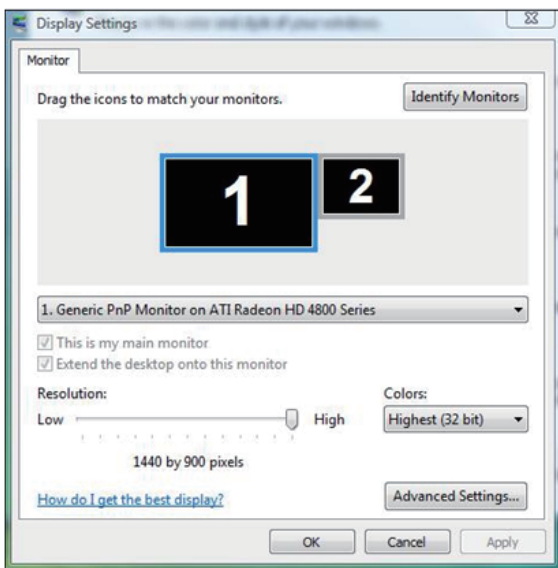 Display Settings
Monitor
Drag the icons to match your monitors.
Identify Monitors
1
2
1. Generic PnP Monitor on ATI Radeon HD 4800 Series
This is my main monitor
Extend the desktop onto this monitor
Resolution:
Colors:
Low
High
Highest (32 bit)
1440 by 900 pixels
How do I get the best display?
Advanced Settings...
OK
Cancel
Apply